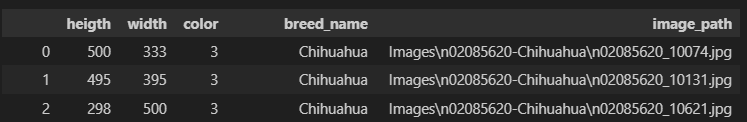 heigth width color breed_name image_path
0 500 333 3 Chihuahua Images\n02085620-Chihuahua\n02085620_10074.jpg
1 495 395 3 Chihuahua Images\n02085620-Chihuahua\n02085620_10131.jpg
2 298 500 3 Chihuahua Images\n02085620-Chihuahua\n02085620_10621.jpg